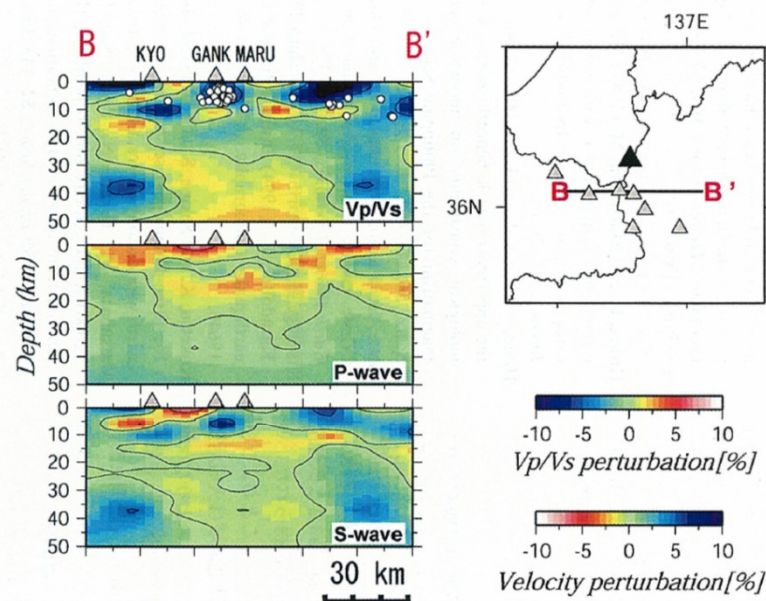 B B'
KYO GANK MARU
0
10
20
30
40
50
Vp/Vs
0
10
20
30
40
50
P-wave
0
10
20
30
40
50
S-wave
Depth (km)
30 km
137E
36N
B B'
-10 -5 0 5 10
Vp/Vs perturbation[%]
-10 -5 0 5 10
Velocity perturbation[%]